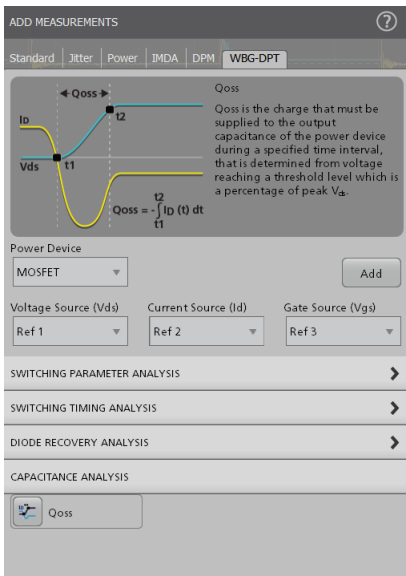 ADD MEASUREMENTS
?
Standard Jitter Power IMDA DPM WBG-DPT
Qoss
Qoss is the charge that must be
supplied to the output
capacitance of the power device
during a specified time interval,
that is determined from voltage
reaching a threshold level which is
a percentage of peak Vds.
Qoss
ID
t2
Vds
t1
Qoss = - ∫ ID (t) dt
t2
t1
Power Device
MOSFET
Add
Voltage Source (Vds) Current Source (Id) Gate Source (Vgs)
Ref 1 Ref 2 Ref 3
SWITCHING PARAMETER ANALYSIS
SWITCHING TIMING ANALYSIS
DIODE RECOVERY ANALYSIS
CAPACITANCE ANALYSIS
Qoss